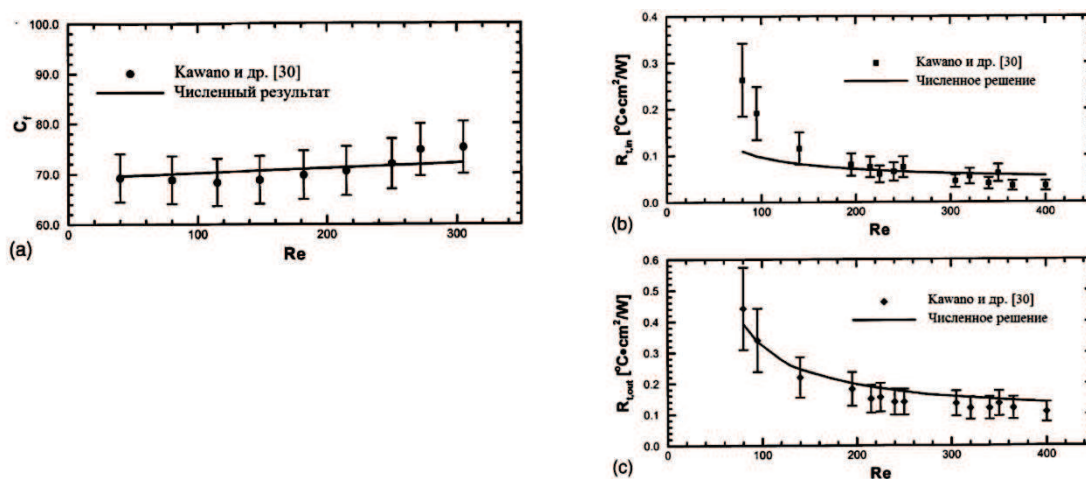 100.0
90.0
80.0
70.0
60.0
C_f
Kawano и др. [30]
Численный результат
0
100
200
300
Re
(a)
0.4
0.3
0.2
0.1
0.0
R_t,in [°C•cm²/W]
Kawano и др. [30]
Численное решение
0
100
200
300
400
Re
(b)
0.6
0.5
0.4
0.3
0.2
0.1
0.0
R_t,out [°C•cm²/W]
Kawano и др. [30]
Численное решение
0
100
200
300
400
Re
(c)